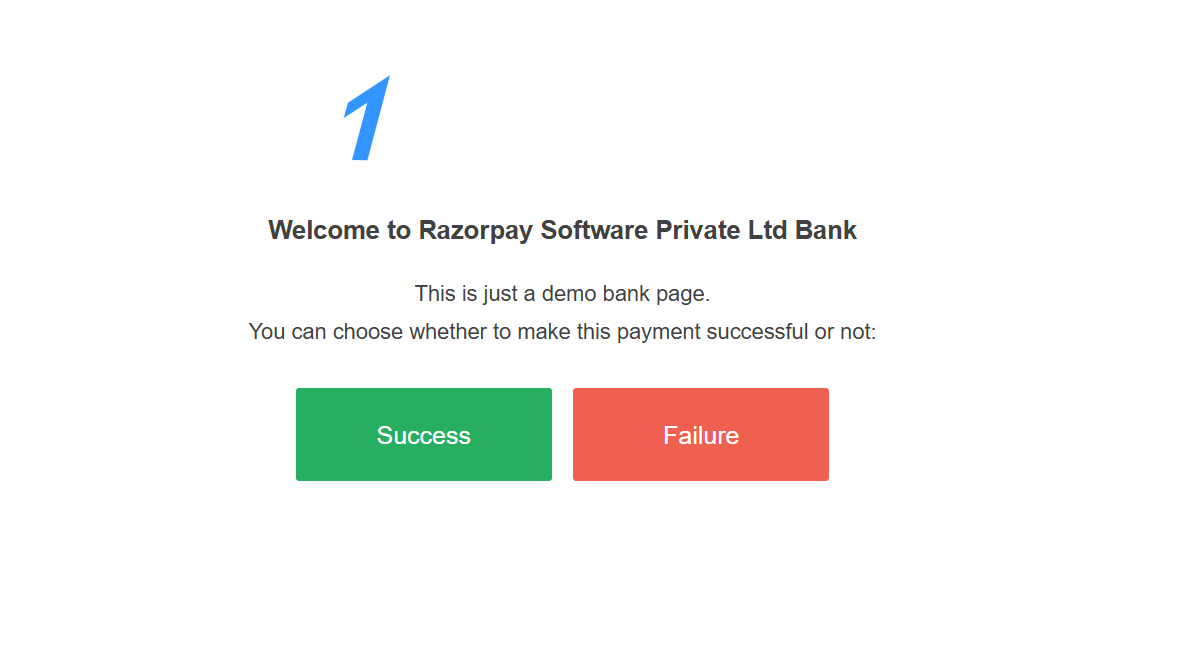 Welcome to Razorpay Software Private Ltd Bank
This is just a demo bank page.
You can choose whether to make this payment successful or not:
Success
Failure